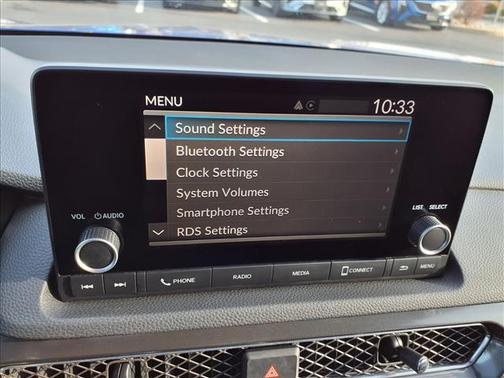 MENU 10:33
Sound Settings
Bluetooth Settings
Clock Settings
System Volumes
Smartphone Settings
RDS Settings
VOL AUDIO
LIST SELECT
PHONE RADIO MEDIA CONNECT MENU